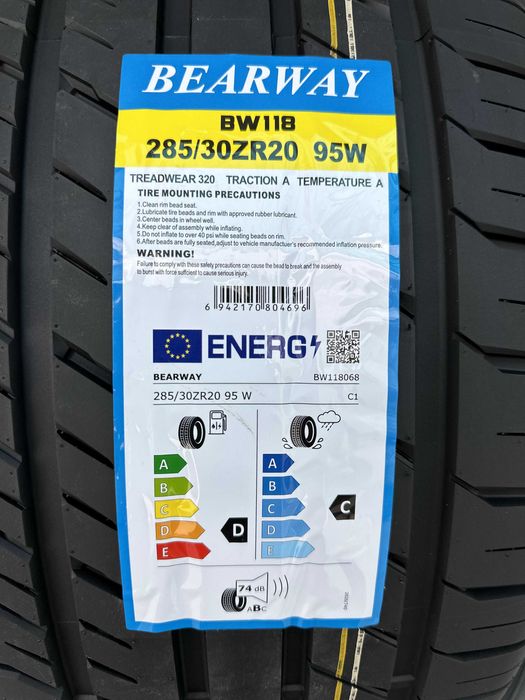 BEARWAY
BW118
285/30ZR20 95W
TREADWEAR 320 TRACTION A TEMPERATURE A
TIRE MOUNTING PRECAUTIONS
1.Clean rim bead seat.
2.Lubricate tire beads and rim with approved rubber lubricant.
3.Center beads in wheel well.
4.Keep clear of assembly while inflating.
5.Do not inflate to over 40 psi while seating beads on rim.
6.After beads are fully seated,adjust to vehicle manufactuer's recommended inflation pressure.
WARNING!
Failure to comply with these safety precautions can cause the bead to break and the assembly
to burst with force sufficient to cause serious injury.
6 942170 804696
ENERG
BEARWAY BW118068
285/30ZR20 95 W C1
A A
B B
C C C
D D D
E E
74 dB
ABC